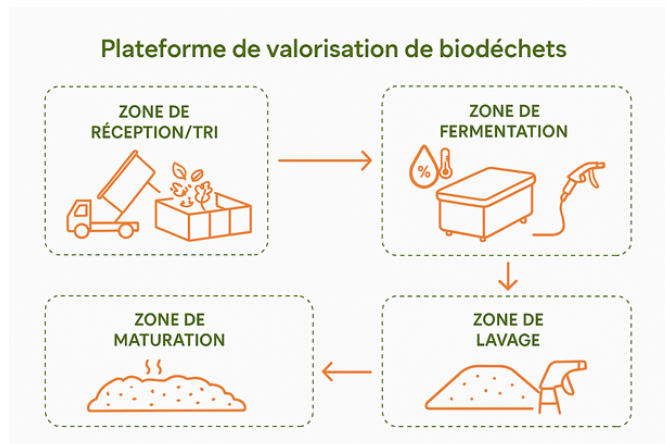 Plateforme de valorisation de biodéchets
ZONE DE
RÉCEPTION/TRI
ZONE DE
FERMENTATION
%
ZONE DE
MATURATION
ZONE DE
LAVAGE